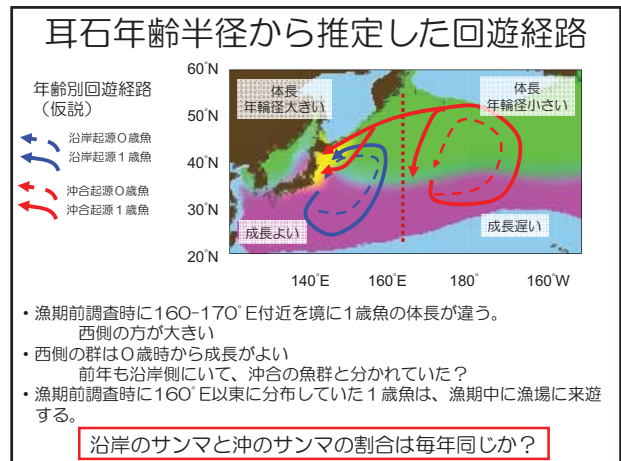 耳石年齢半径から推定した回遊経路
年齢別回遊経路
（仮説）
沿岸起源０歳魚
沿岸起源１歳魚
沖合起源０歳魚
沖合起源１歳魚
60°N
50°N
40°N
30°N
20°N
体長
年輪径大きい
体長
年輪径小さい
成長よい
成長遅い
140°E
160°E
180°
160°W
・漁期前調査時に160-170°E付近を境に1歳魚の体長が違う。
西側の方が大きい
・西側の群は０歳時から成長がよい
前年も沿岸側にいて、沖合の魚群と分かれていた？
・漁期前調査時に160°E以東に分布していた１歳魚は、漁期中に漁場に来遊
する。
沿岸のサンマと沖のサンマの割合は毎年同じか？